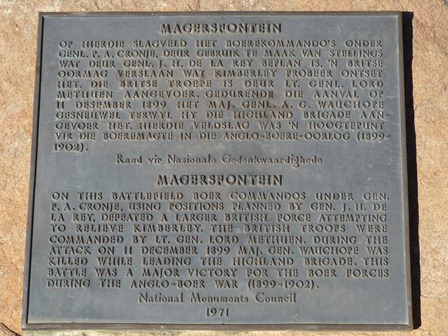 MAGERSFONTEIN
OP HIERDIE SLAGVELD HET BOEREKOMMANDO'S ONDER
GENL. P. A. CRONJE, DEUR GEBRUIK TE MAAK VAN STELLINGS
WAT DEUR GENL. J. H. DE LA REY BEPLAN IS, 'N BRITSE
OORMAG VERSLAAN WAT KIMBERLEY PROBEER ONTSET
HET. DIE BRITSE TROEPE IS DEUR LT. GENL. LORD
METHUEN AANGEVOER. GEDURENDE DIE AANVAL OP
11 DESEMBER 1899 HET MAJ. GENL. A. G. WAUCHOPE
GESNEUWEL TERWYL HY DIE HIGHLAND BRIGADE AAN-
GEVOER HET. HIERDIE VELDSLAG WAS 'N HOOGTEPUNT
VIR DIE BOEREMAGTE IN DIE ANGLO-BOERE-OORLOG (1899-
1902).
Raad vir Nasionale Gedenkwaardighede
MAGERSFONTEIN
ON THIS BATTLEFIELD BOER COMMANDOS UNDER GEN.
P. A. CRONJE, USING POSITIONS PLANNED BY GEN. J. H. DE
LA REY, DEFEATED A LARGER BRITISH FORCE ATTEMPTING
TO RELIEVE KIMBERLEY. THE BRITISH TROOPS WERE
COMMANDED BY LT. GEN. LORD METHUEN. DURING THE
ATTACK ON 11 DECEMBER 1899 MAJ. GEN. WAUCHOPE WAS
KILLED WHILE LEADING THE HIGHLAND BRIGADE. THIS
BATTLE WAS A MAJOR VICTORY FOR THE BOER FORCES
DURING THE ANGLO-BOER WAR (1899-1902).
National Monuments Council
1971